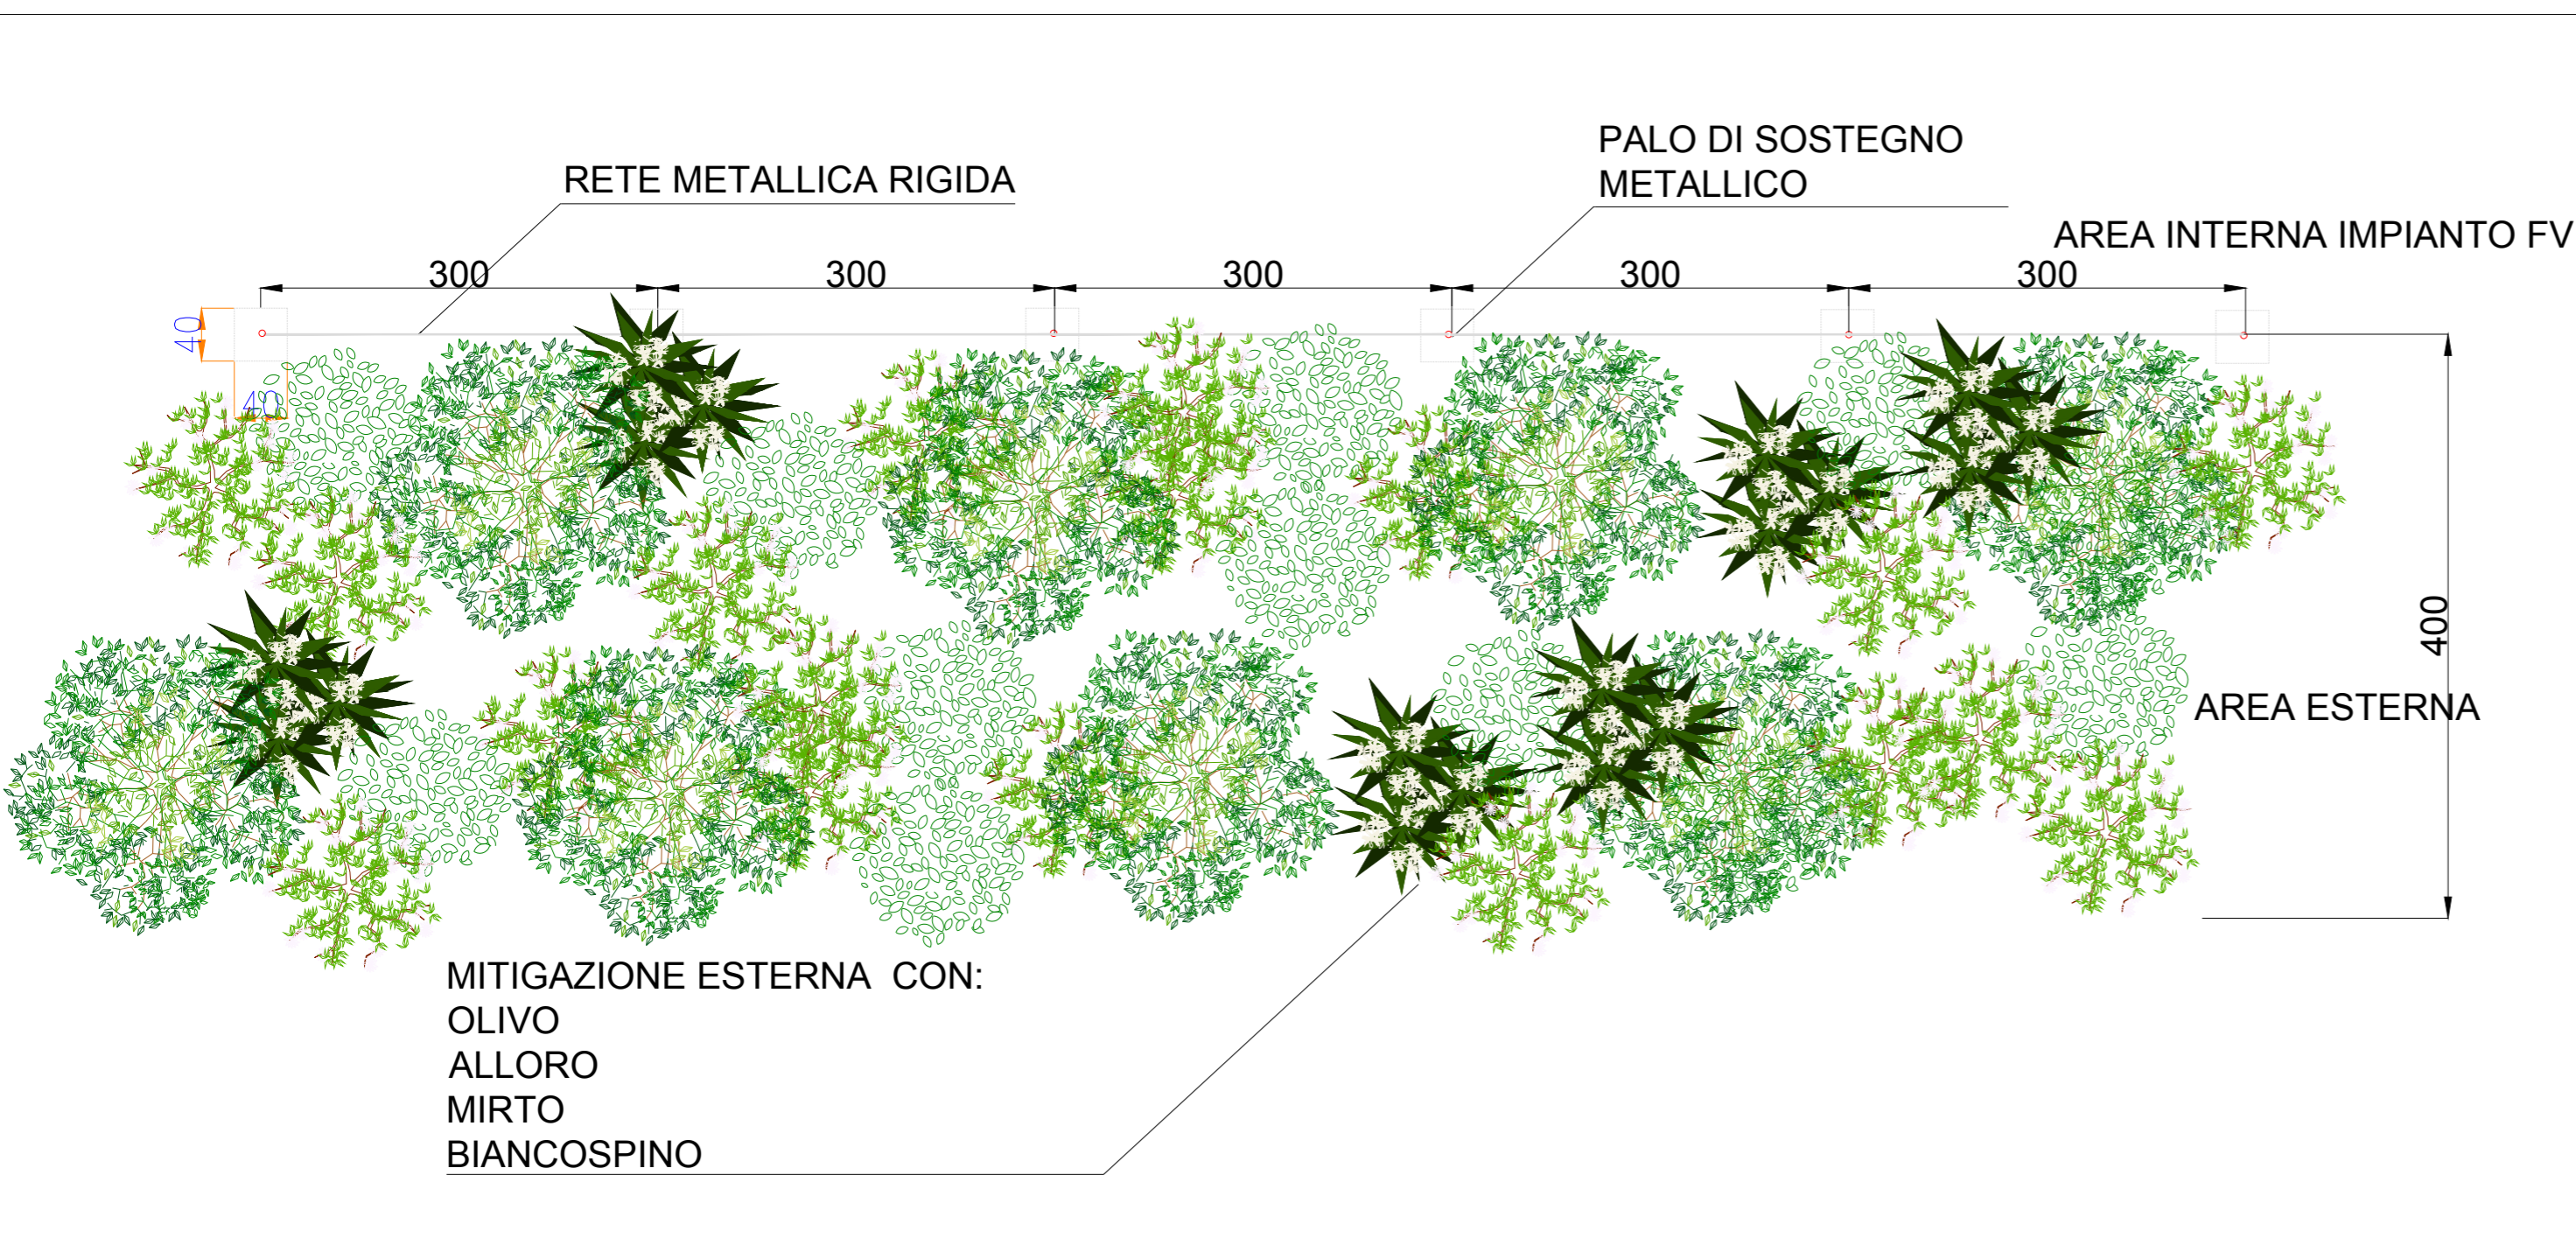 PALO DI SOSTEGNO
METALLICO
RETE METALLICA RIGIDA
AREA INTERNA IMPIANTO FV
300
300
300
300
300
40
40
400
AREA ESTERNA
MITIGAZIONE ESTERNA CON:
OLIVO
ALLORO
MIRTO
BIANCOSPINO